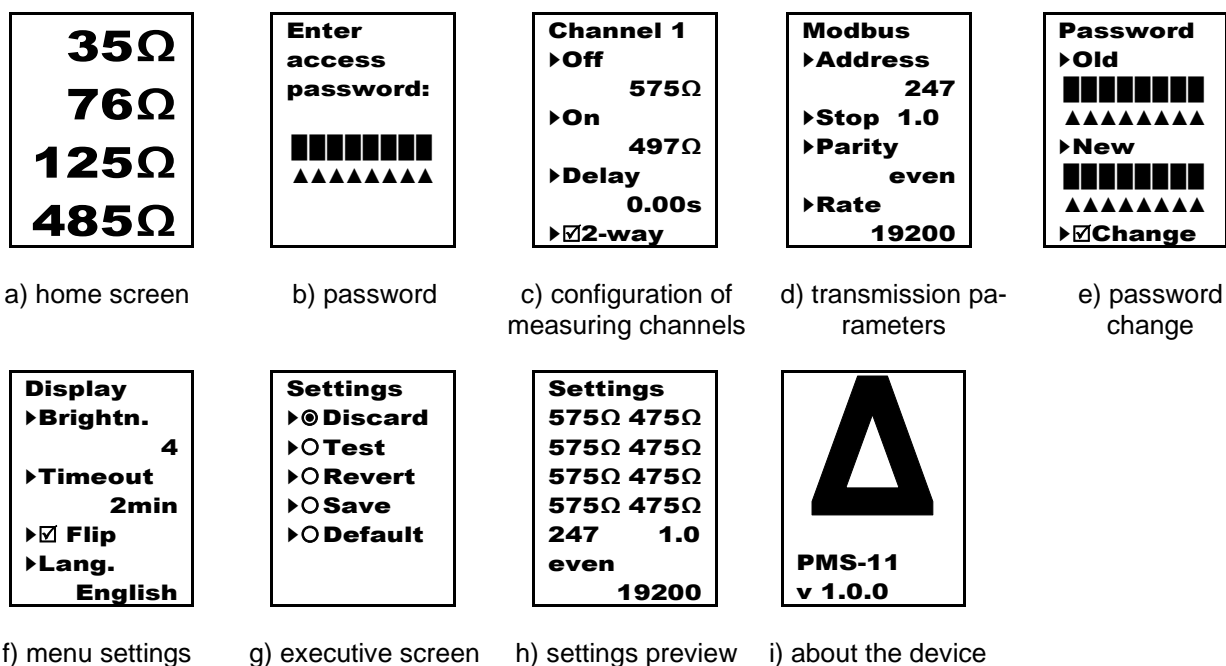 35Ω
76Ω
125Ω
485Ω
a) home screen
Enter
access
password:
████████
▲▲▲▲▲▲▲▲
b) password
Channel 1
▶Off
575Ω
▶On
497Ω
▶Delay
0.00s
▶☑2-way
c) configuration of
measuring channels
Modbus
▶Address
247
▶Stop 1.0
▶Parity
even
▶Rate
19200
d) transmission pa-
rameters
Password
▶Old
████████
▲▲▲▲▲▲▲▲
▶New
████████
▲▲▲▲▲▲▲▲
▶☑Change
e) password
change
Display
▶Brightn.
4
▶Timeout
2min
▶☑ Flip
▶Lang.
English
f) menu settings
Settings
▶◉Discard
▶○Test
▶○Revert
▶○Save
▶○Default
g) executive screen
Settings
575Ω 475Ω
575Ω 475Ω
575Ω 475Ω
575Ω 475Ω
247 1.0
even
19200
h) settings preview
PMS-11
v 1.0.0
i) about the device